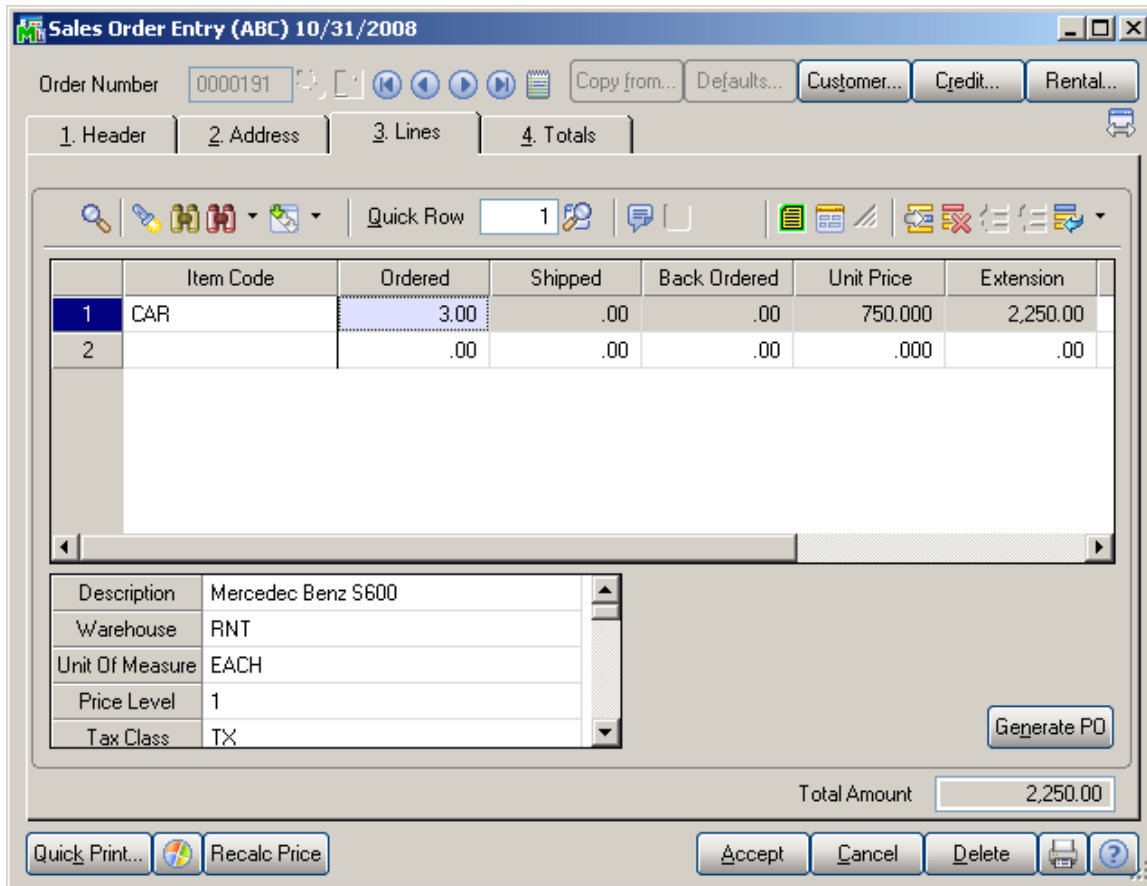 Sales Order Entry (ABC) 10/31/2008
Order Number 0000191 Copy from... Defaults... Customer... Credit... Rental...
1. Header 2. Address 3. Lines 4. Totals
Quick Row 1
Item Code Ordered Shipped Back Ordered Unit Price Extension
1 CAR 3.00 .00 .00 750.000 2,250.00
2 .00 .00 .00 .000 .00
Description Mercedec Benz S600
Warehouse RNT
Unit Of Measure EACH
Price Level 1
Tax Class TX
Generate PO
Total Amount 2,250.00
Quick Print... Recalc Price Accept Cancel Delete